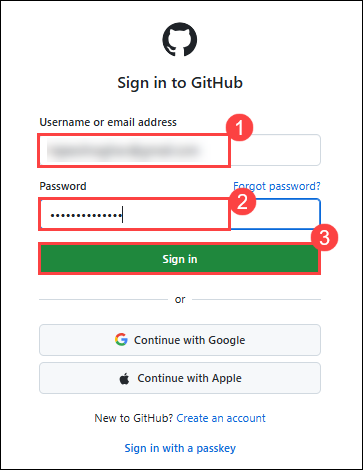 Sign in to GitHub
Username or email address
1
Password
Forgot password?
2
••••••••••••••
Sign in
3
or
Continue with Google
Continue with Apple
New to GitHub? Create an account
Sign in with a passkey